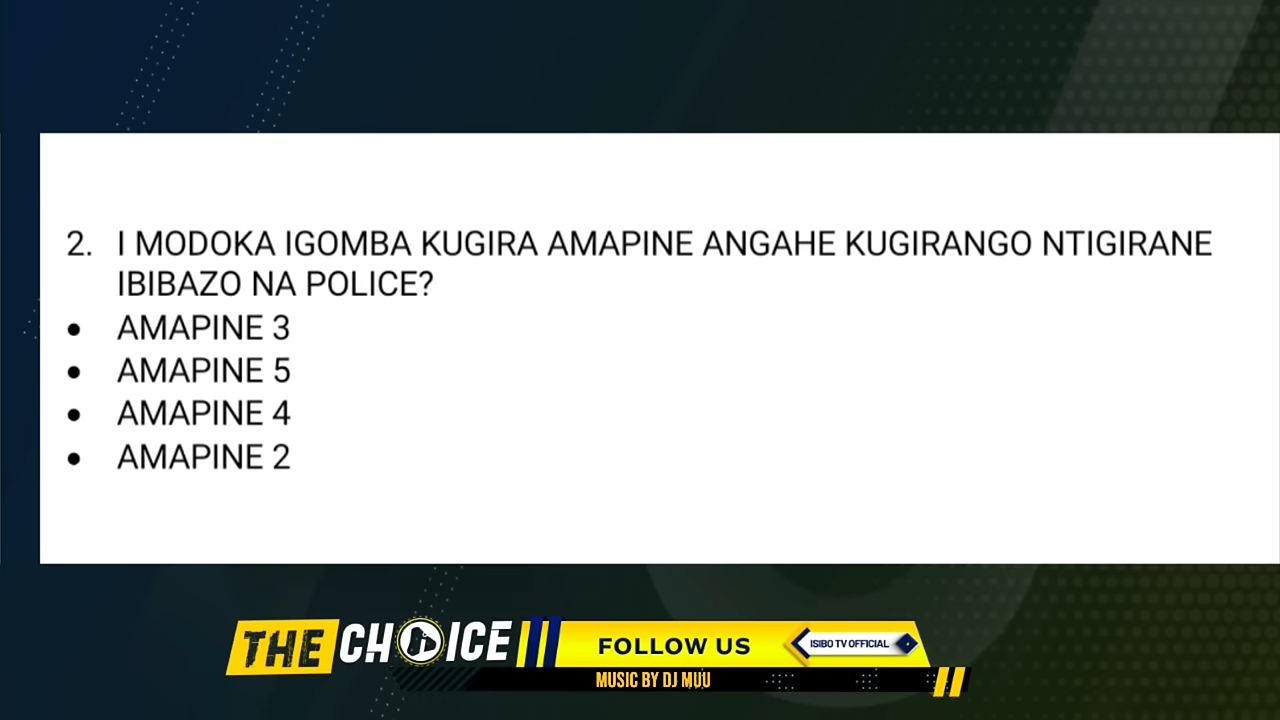 2. I MODOKA IGOMBA KUGIRA AMAPINE ANGAHE KUGIRANGO NTIGIRANE
IBIBAZO NA POLICE?
• AMAPINE 3
• AMAPINE 5
• AMAPINE 4
• AMAPINE 2
THE CHOICE
FOLLOW US
ISIBO TV OFFICIAL
MUSIC BY DJ MUU